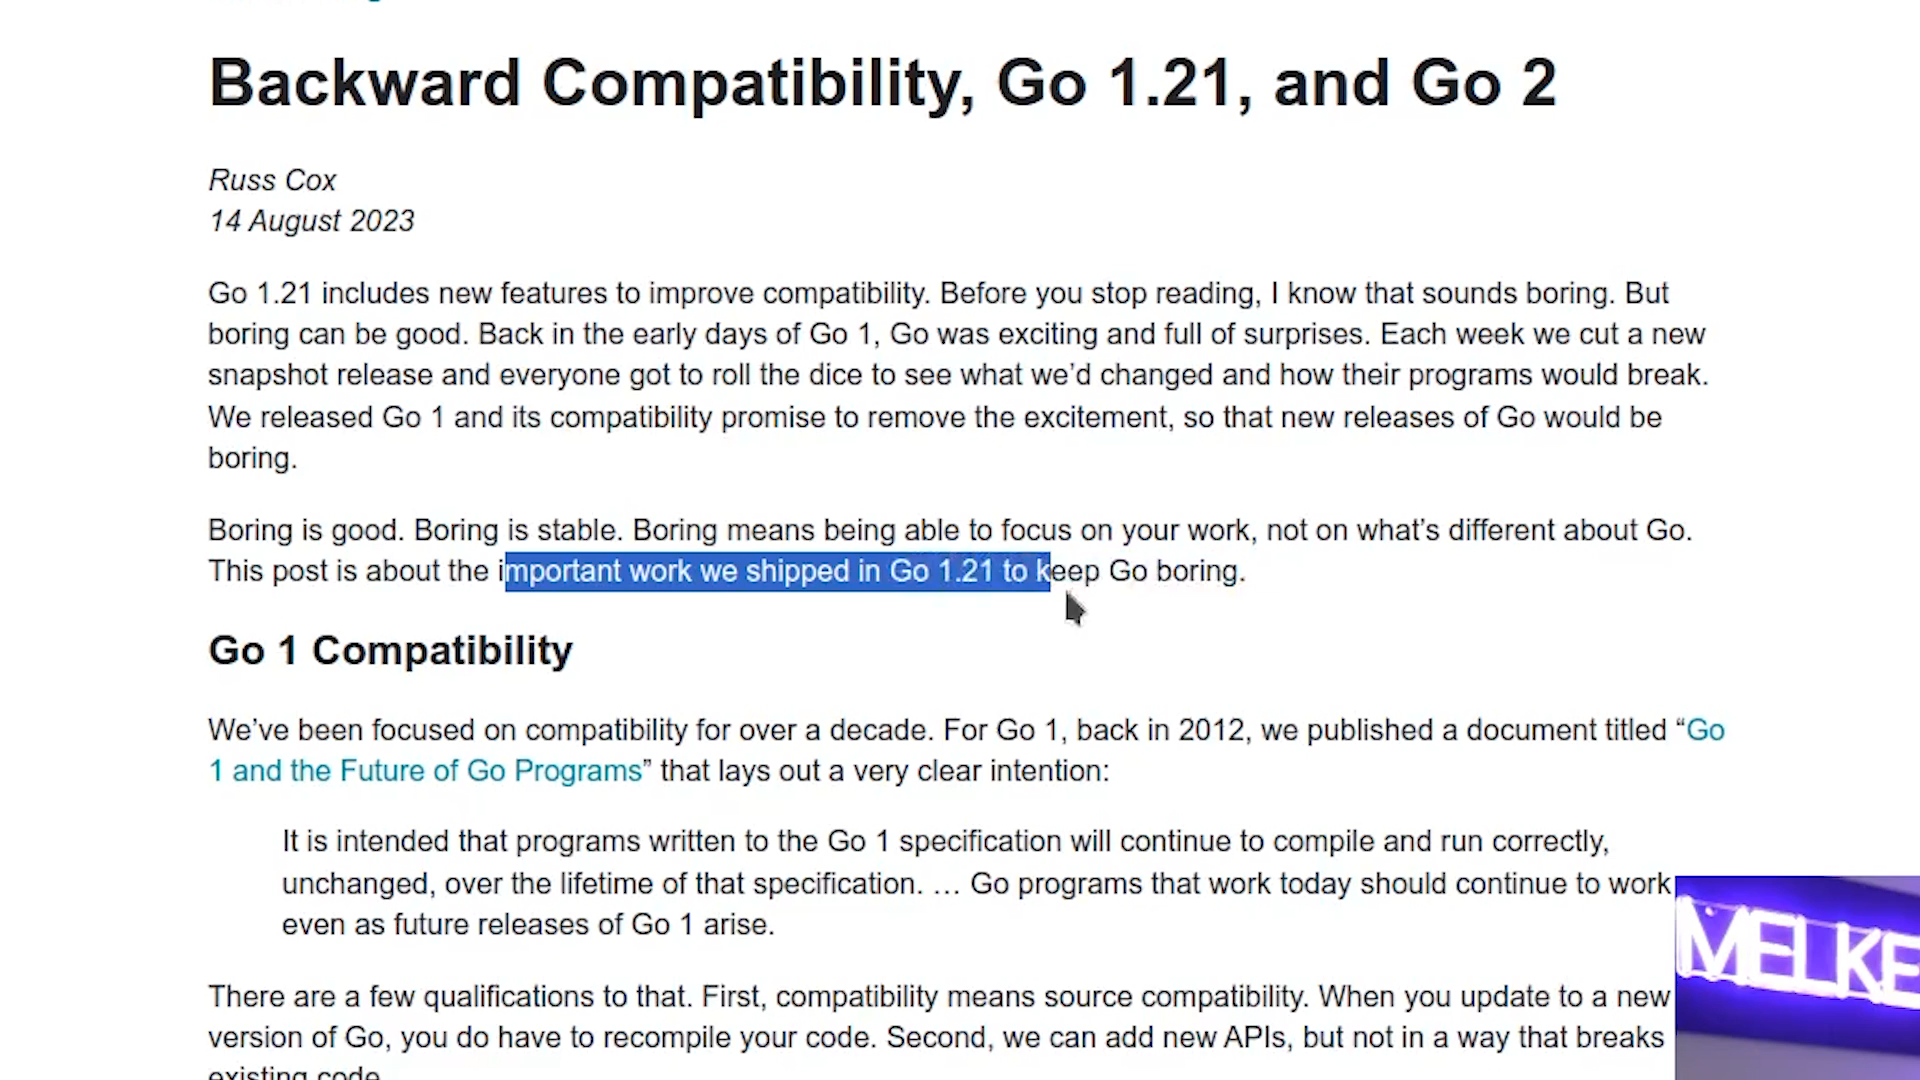 Backward Compatibility, Go 1.21, and Go 2
Russ Cox
14 August 2023
Go 1.21 includes new features to improve compatibility. Before you stop reading, I know that sounds boring. But
boring can be good. Back in the early days of Go 1, Go was exciting and full of surprises. Each week we cut a new
snapshot release and everyone got to roll the dice to see what we’d changed and how their programs would break.
We released Go 1 and its compatibility promise to remove the excitement, so that new releases of Go would be
boring.
Boring is good. Boring is stable. Boring means being able to focus on your work, not on what’s different about Go.
This post is about the important work we shipped in Go 1.21 to keep Go boring.
Go 1 Compatibility
We’ve been focused on compatibility for over a decade. For Go 1, back in 2012, we published a document titled “Go
1 and the Future of Go Programs” that lays out a very clear intention:
It is intended that programs written to the Go 1 specification will continue to compile and run correctly,
unchanged, over the lifetime of that specification. … Go programs that work today should continue to work
even as future releases of Go 1 arise.
There are a few qualifications to that. First, compatibility means source compatibility. When you update to a new
version of Go, you do have to recompile your code. Second, we can add new APIs, but not in a way that breaks
existing code.
MELKE